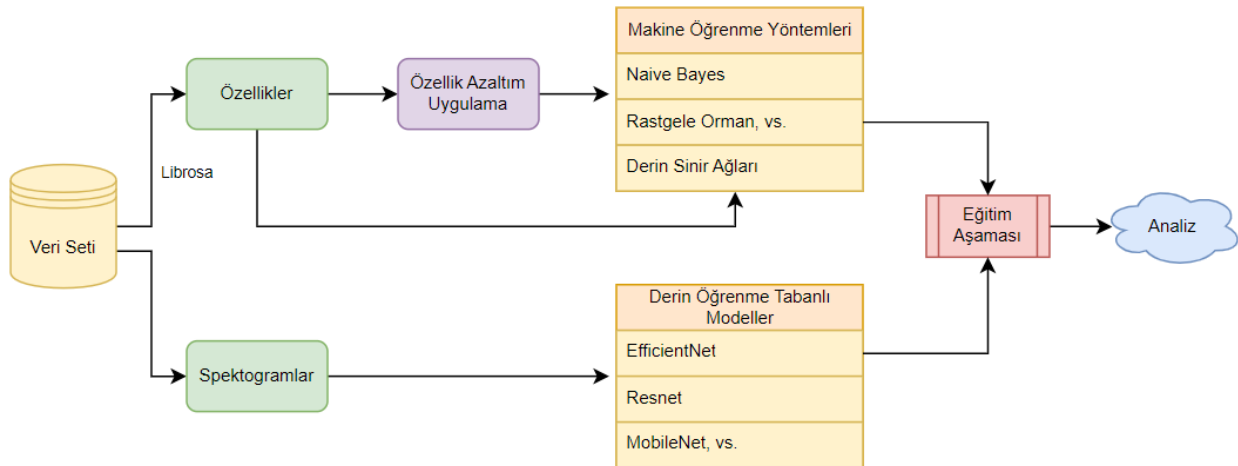 Makine Öğrenme Yöntemleri
Naive Bayes
Rastgele Orman, vs.
Derin Sinir Ağları
Özellikler
Özellik Azaltım
Uygulama
Librosa
Veri Seti
Eğitim
Aşaması
Analiz
Spektogramlar
Derin Öğrenme Tabanlı
Modeller
EfficientNet
Resnet
MobileNet, vs.